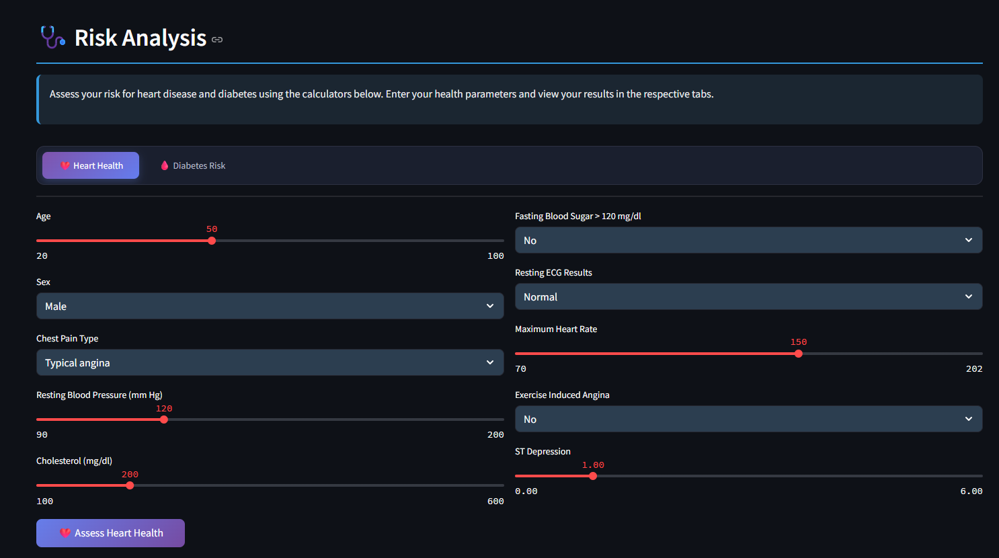 Risk Analysis
Assess your risk for heart disease and diabetes using the calculators below. Enter your health parameters and view your results in the respective tabs.
Heart Health
Diabetes Risk
Age
50
20 100
Sex
Male
Chest Pain Type
Typical angina
Resting Blood Pressure (mm Hg)
120
90 200
Cholesterol (mg/dl)
200
100 600
Fasting Blood Sugar > 120 mg/dl
No
Resting ECG Results
Normal
Maximum Heart Rate
150
70 202
Exercise Induced Angina
No
ST Depression
1.00
0.00 6.00
Assess Heart Health